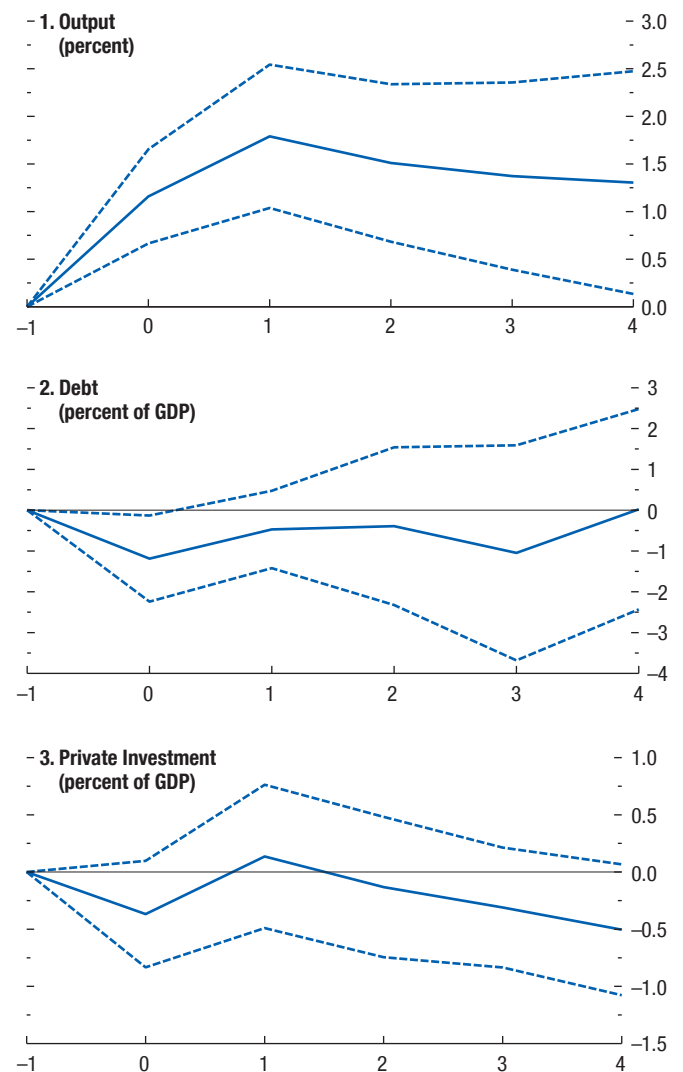 1. Output
(percent)
3.0
2.5
2.0
1.5
1.0
0.5
0.0
–1 0 1 2 3 4
2. Debt
(percent of GDP)
3
2
1
0
–1
–2
–3
–4
–1 0 1 2 3 4
3. Private Investment
(percent of GDP)
1.0
0.5
0.0
–0.5
–1.0
–1.5
–1 0 1 2 3 4